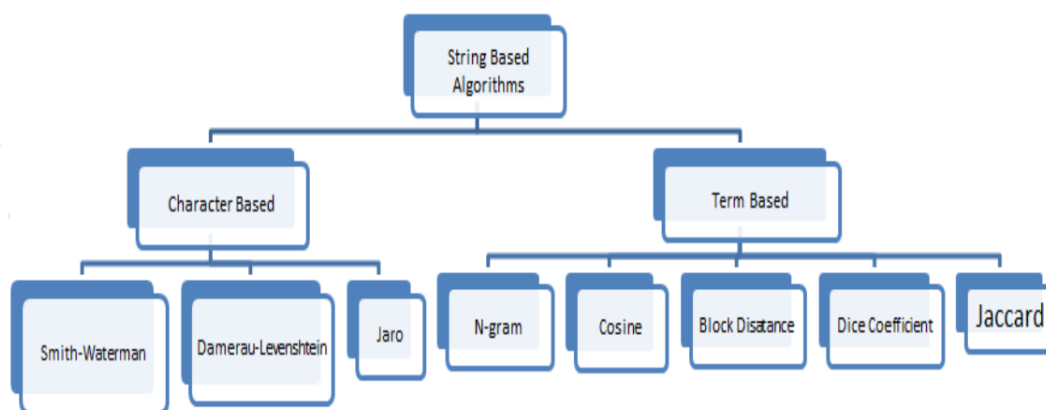 String Based
Algorithms
Character Based
Term Based
Smith-Waterman
Damerau-Levenshtein
Jaro
N-gram
Cosine
Block Disatance
Dice Coefficient
Jaccard